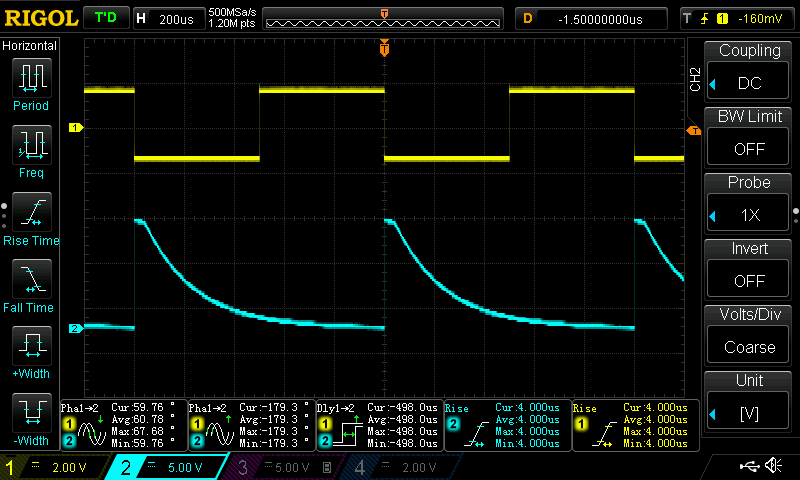 RIGOL T'D H 200us 500MSa/s 1.20M pts T D -1.50000000us T 1 -160mV
Horizontal
Period
Freq
Rise Time
Fall Time
+Width
-Width
1
T
2
CH2
Coupling
DC
BW Limit
OFF
Probe
1X
Invert
OFF
Volts/Div
Coarse
Unit
[V]
Pha1→2 Cur:59.76 °
1 Avg:60.78 °
2 Max:67.68 °
Min:59.76 °
Pha1→2 Cur:-179.3 °
1 Avg:-179.3 °
2 Max:-179.3 °
Min:-179.3 °
Dly1→2 Cur:-498.0us
1 Avg:-498.0us
2 Max:-498.0us
Min:-498.0us
Rise Cur:4.000us
2 Avg:4.000us
Max:4.000us
Min:4.000us
Rise Cur:4.000us
1 Avg:4.000us
Max:4.000us
Min:4.000us
1 2.00 V 2 5.00 V 3 5.00 V B 4 2.00 V